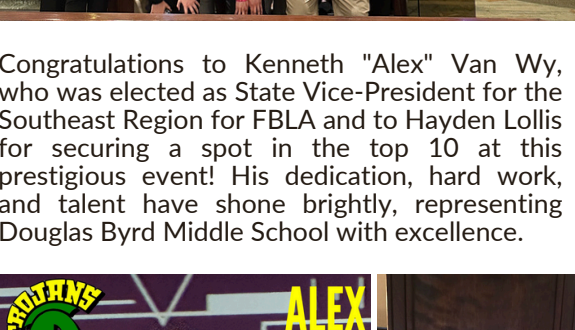 Congratulations to Kenneth "Alex" Van Wy,
who was elected as State Vice-President for the
Southeast Region for FBLA and to Hayden Lollis
for securing a spot in the top 10 at this
prestigious event! His dedication, hard work,
and talent have shone brightly, representing
Douglas Byrd Middle School with excellence.
TROJANS
ALEX